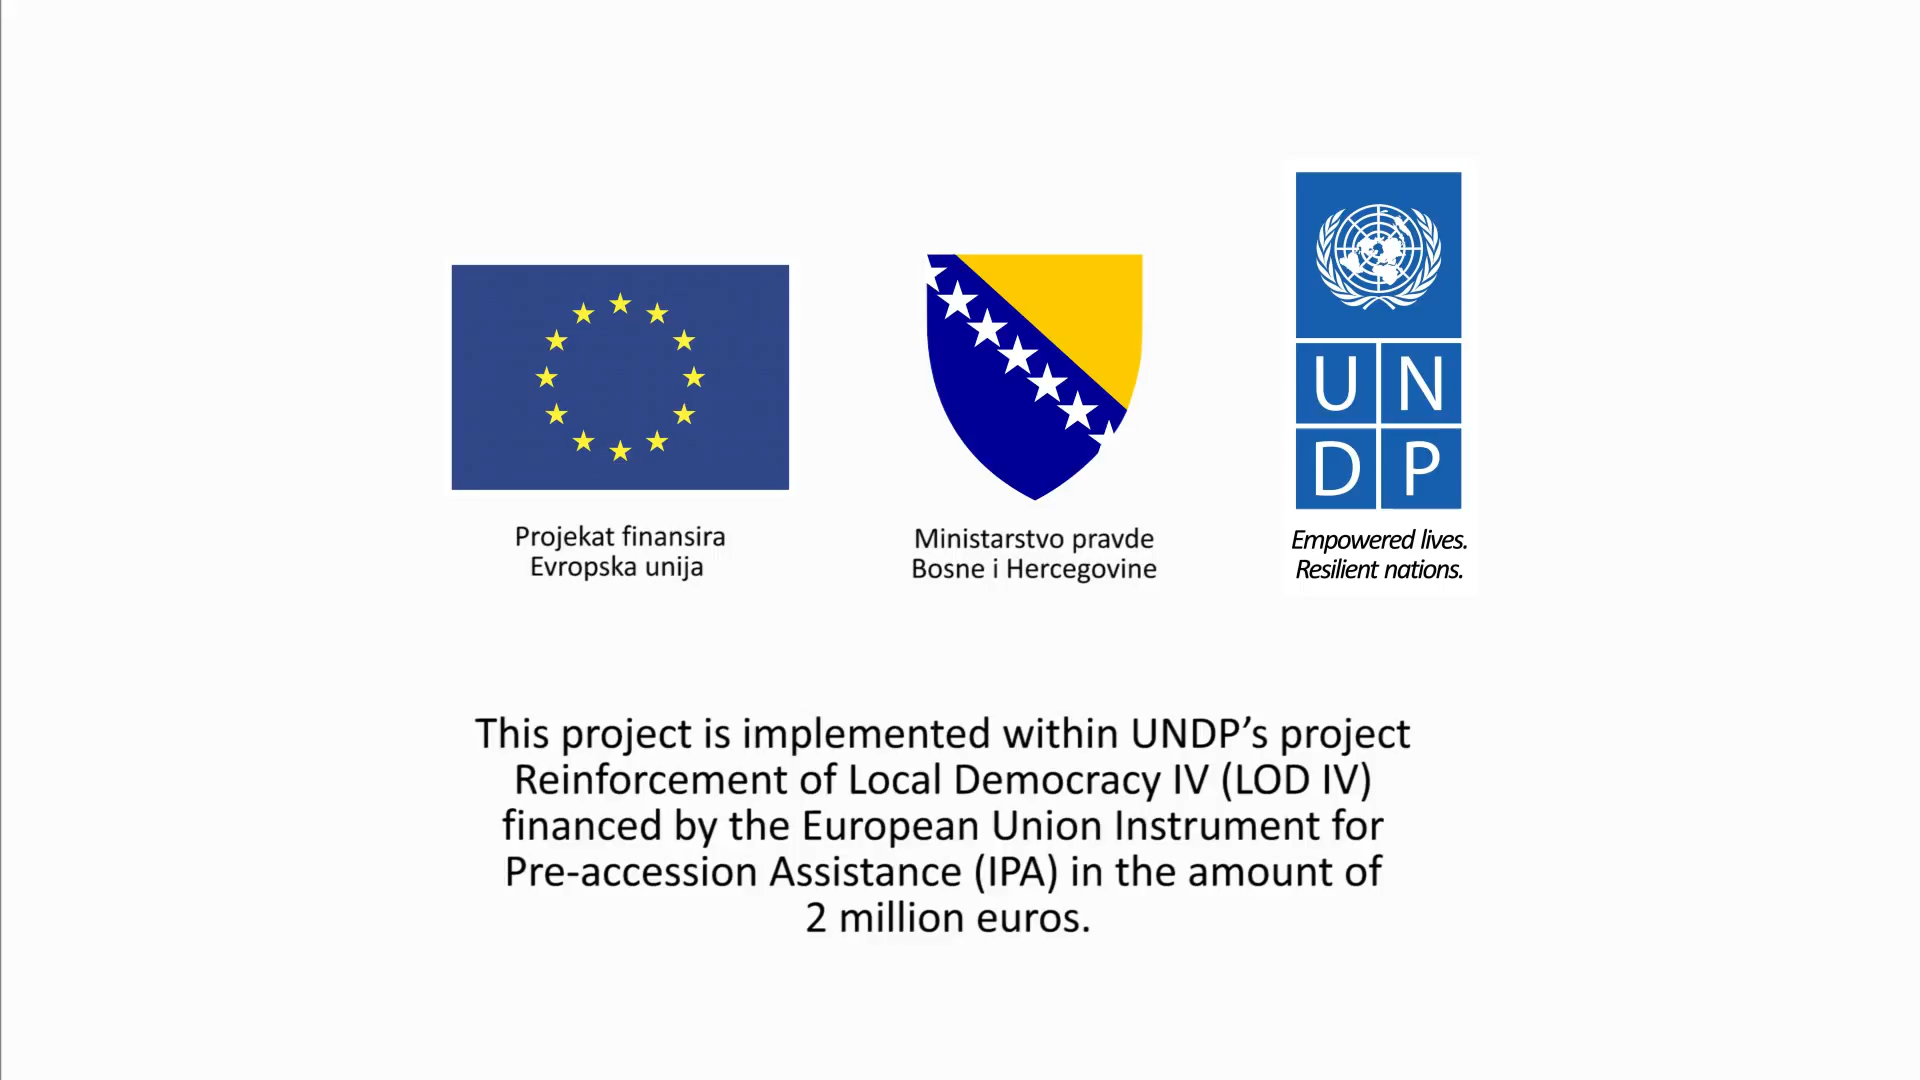 Projekat finansira
Evropska unija
Ministarstvo pravde
Bosne i Hercegovine
U N
D P
Empowered lives.
Resilient nations.
This project is implemented within UNDP’s project
Reinforcement of Local Democracy IV (LOD IV)
financed by the European Union Instrument for
Pre-accession Assistance (IPA) in the amount of
2 million euros.